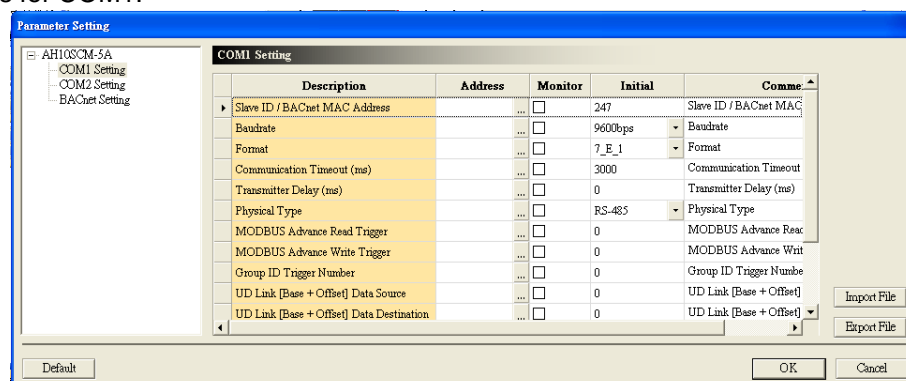 for COM1.
Parameter Setting
AH10SCM-5A
COM1 Setting
COM2 Setting
BACnet Setting
COM1 Setting
Description Address Monitor Initial Comme
Slave ID / BACnet MAC Address ... 247 Slave ID / BACnet MAC
Baudrate ... 9600bps Baudrate
Format ... 7_E_1 Format
Communication Timeout (ms) ... 3000 Communication Timeout
Transmitter Delay (ms) ... 0 Transmitter Delay (ms)
Physical Type ... RS-485 Physical Type
MODBUS Advance Read Trigger ... 0 MODBUS Advance Read
MODBUS Advance Write Trigger ... 0 MODBUS Advance Writ
Group ID Trigger Number ... 0 Group ID Trigger Numbe
UD Link [Base + Offset] Data Source ... 0 UD Link [Base + Offset]
UD Link [Base + Offset] Data Destination ... 0 UD Link [Base + Offset]
Import File
Export File
Default OK Cancel